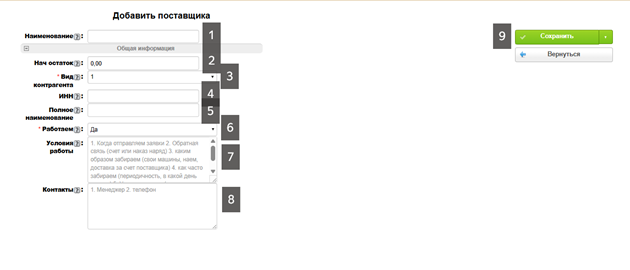 Добавить поставщика
Наименование[?]: 1
9 Сохранить
Общая информация
Вернуться
Нач остаток[?]: 0,00 2
* Вид контрагента[?]: 1 3
ИНН[?]: 4
Полное наименование[?]: 5
* Работаем[?]: Да 6
Условия работы[?]:
1. Когда отправляем заявки 2. Обратная
связь (счет или наказ наряд) 3. каким
образом забираем (свои машины, наем,
доставка за счет поставщика) 4. как часто
забираем (периодичность, в какой день
7
Контакты[?]: 1. Менеджер 2. телефон 8